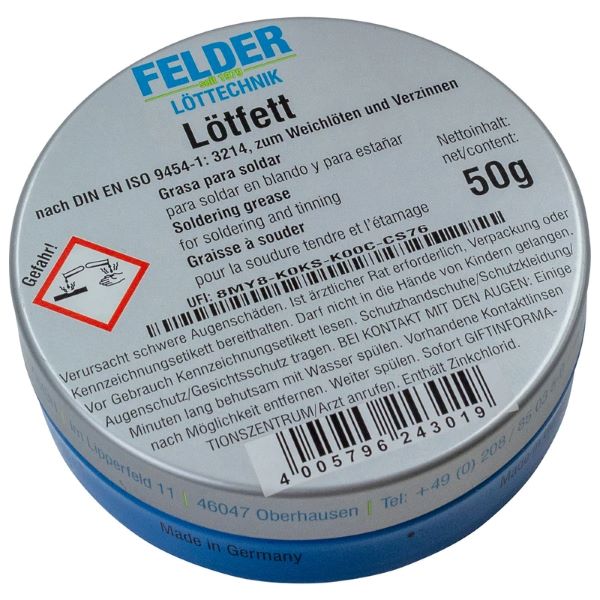 FELDER
seit 1979
LÖTTECHNIK
Lötfett
nach DIN EN ISO 9454-1: 3214, zum Weichlöten und Verzinnen
Grasa para soldar
para soldar en blando y para estañar
Soldering grease
for soldering and tinning
Graisse à souder
pour la soudure tendre et l'étamage
Nettoinhalt:
net/content:
50g
Gefahr!
UFI: 8MY8-K0KS-K00C-CS76
Verursacht schwere Augenschäden. Ist ärztlicher Rat erforderlich, Verpackung oder
Kennzeichnungsetikett bereithalten. Darf nicht in die Hände von Kindern gelangen.
Vor Gebrauch Kennzeichnungsetikett lesen. Schutzhandschuhe/Schutzkleidung/
Augenschutz/Gesichtsschutz tragen. BEI KONTAKT MIT DEN AUGEN: Einige
Minuten lang behutsam mit Wasser spülen. Vorhandene Kontaktlinsen
nach Möglichkeit entfernen. Weiter spülen. Sofort GIFTINFORMA-
TIONSZENTRUM/Arzt anrufen. Enthält Zinkchlorid.
4 005796 243019
Im Lipperfeld 11 | 46047 Oberhausen | Tel: +49 (0) 208 / 85 03 5
Made in Germany
Made in